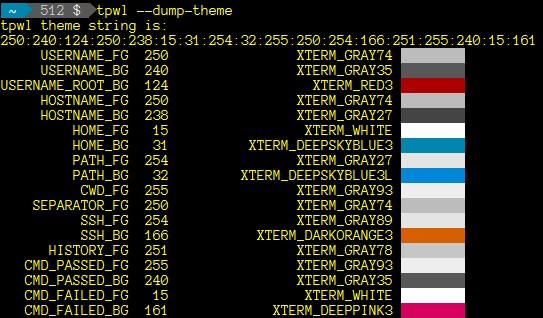 ~ 512 $ tpwl --dump-theme
tpwl theme string is:
250:240:124:250:238:15:31:254:32:255:250:254:166:251:255:240:15:161
USERNAME_FG 250 XTERM_GRAY74
USERNAME_BG 240 XTERM_GRAY35
USERNAME_ROOT_BG 124 XTERM_RED3
HOSTNAME_FG 250 XTERM_GRAY74
HOSTNAME_BG 238 XTERM_GRAY27
HOME_FG 15 XTERM_WHITE
HOME_BG 31 XTERM_DEEPSKYBLUE3
PATH_FG 254 XTERM_GRAY27
PATH_BG 32 XTERM_DEEPSKYBLUE3L
CWD_FG 255 XTERM_GRAY93
SEPARATOR_FG 250 XTERM_GRAY74
SSH_FG 254 XTERM_GRAY89
SSH_BG 166 XTERM_DARKORANGE3
HISTORY_FG 251 XTERM_GRAY78
CMD_PASSED_FG 255 XTERM_GRAY93
CMD_PASSED_BG 240 XTERM_GRAY35
CMD_FAILED_FG 15 XTERM_WHITE
CMD_FAILED_BG 161 XTERM_DEEPPINK3